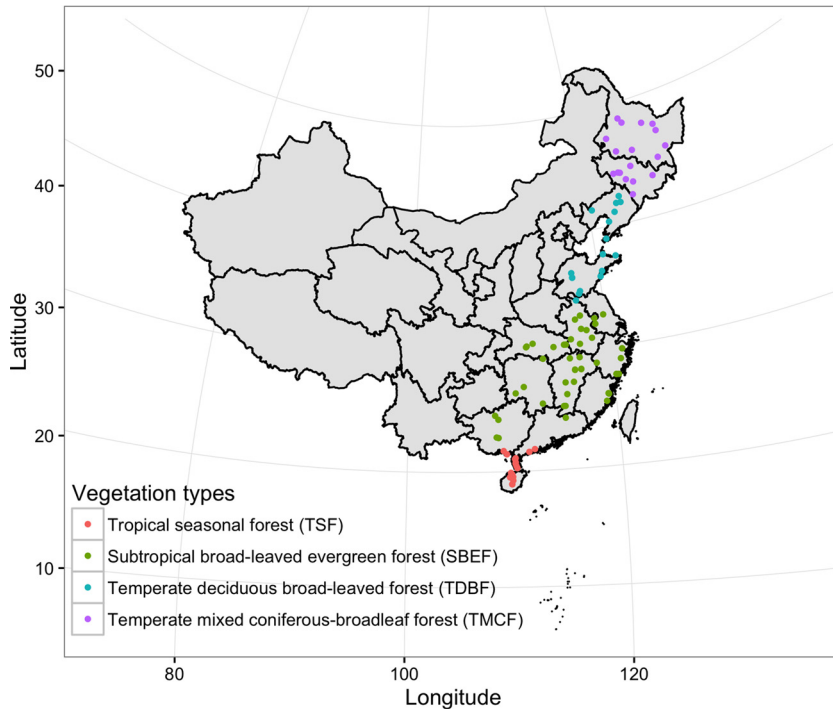 50
40
30
20
10
Latitude
Vegetation types
Tropical seasonal forest (TSF)
Subtropical broad-leaved evergreen forest (SBEF)
Temperate deciduous broad-leaved forest (TDBF)
Temperate mixed coniferous-broadleaf forest (TMCF)
80
100
120
Longitude